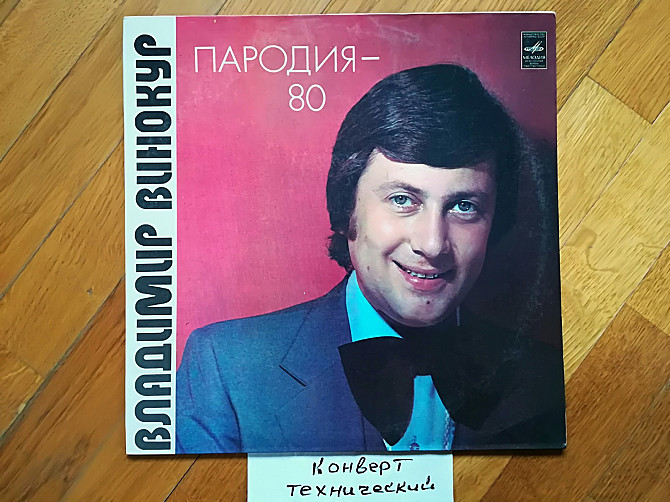 ВЛАДИМИР ВИНОКУР
ПАРОДИЯ–
80
МЕЛОДИЯ
Конверт
технический